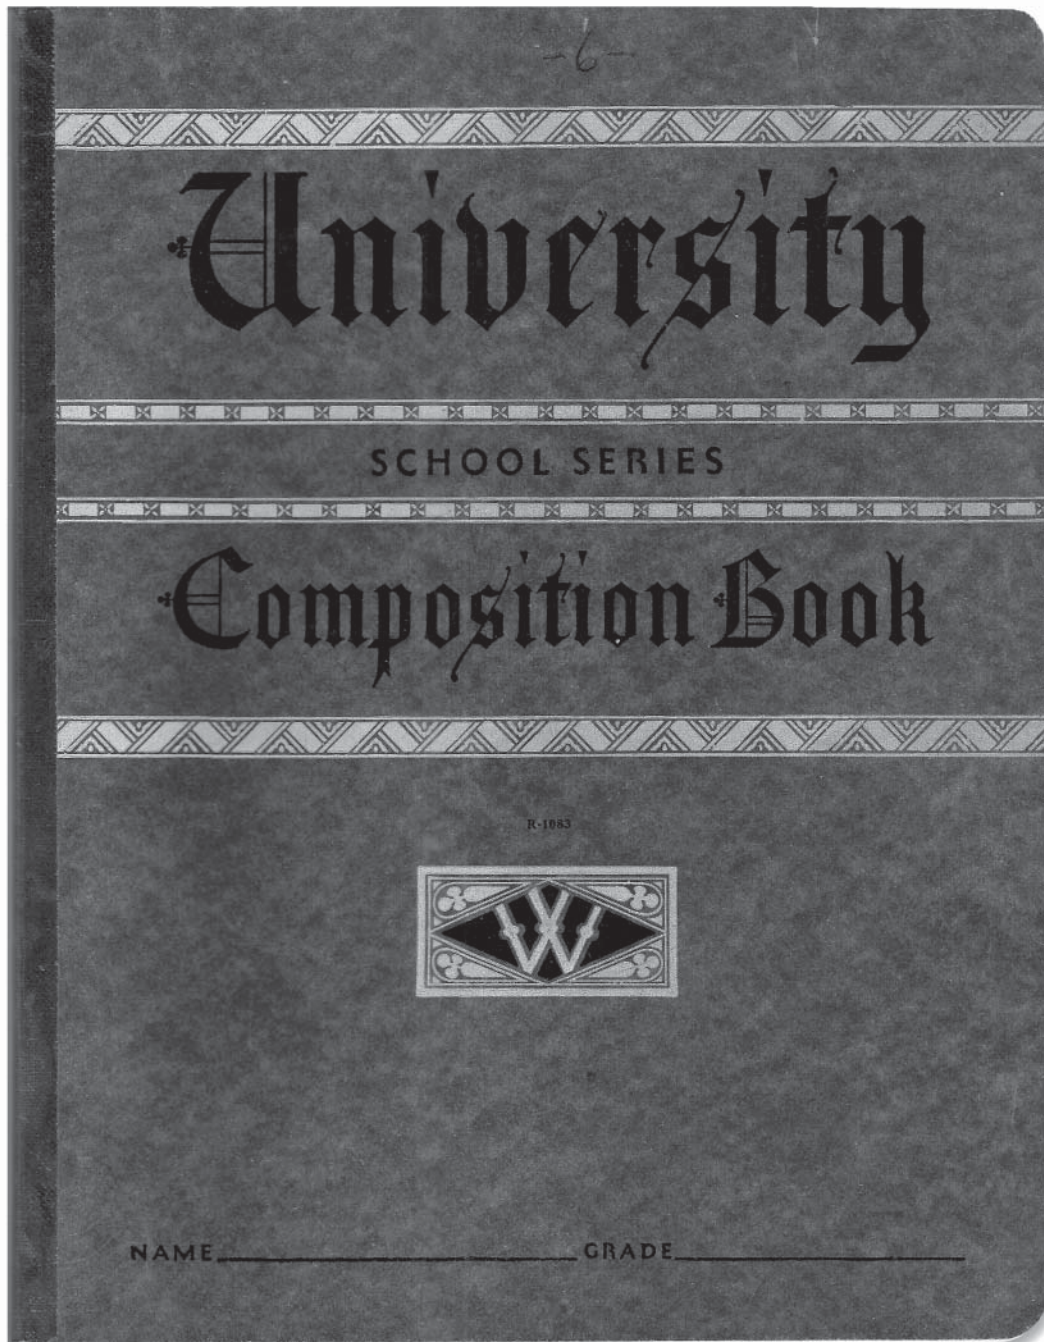 -6-
University
SCHOOL SERIES
Composition Book
R-1083
W
NAME
GRADE